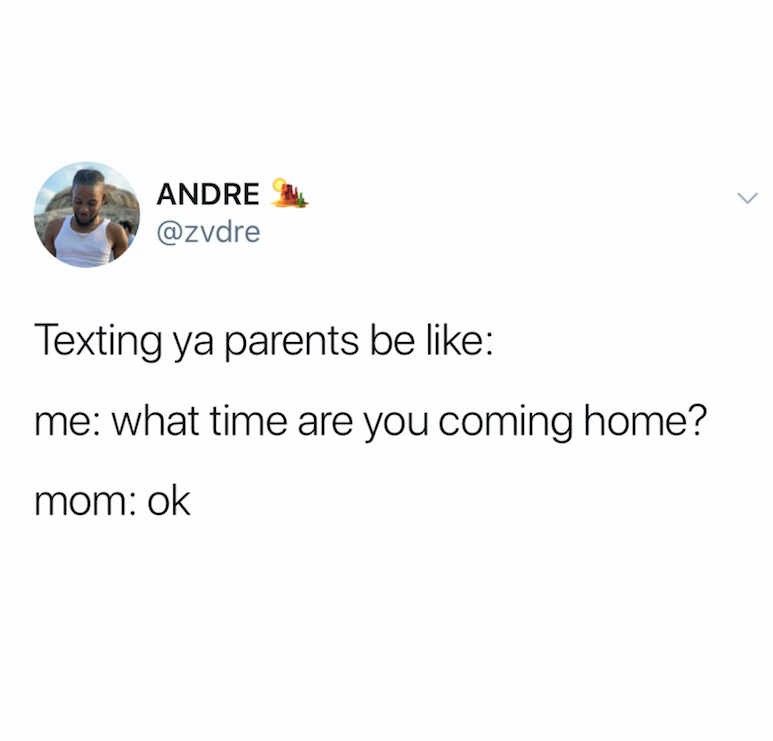 ANDRE 🏜️
@zvdre
Texting ya parents be like:
me: what time are you coming home?
mom: ok